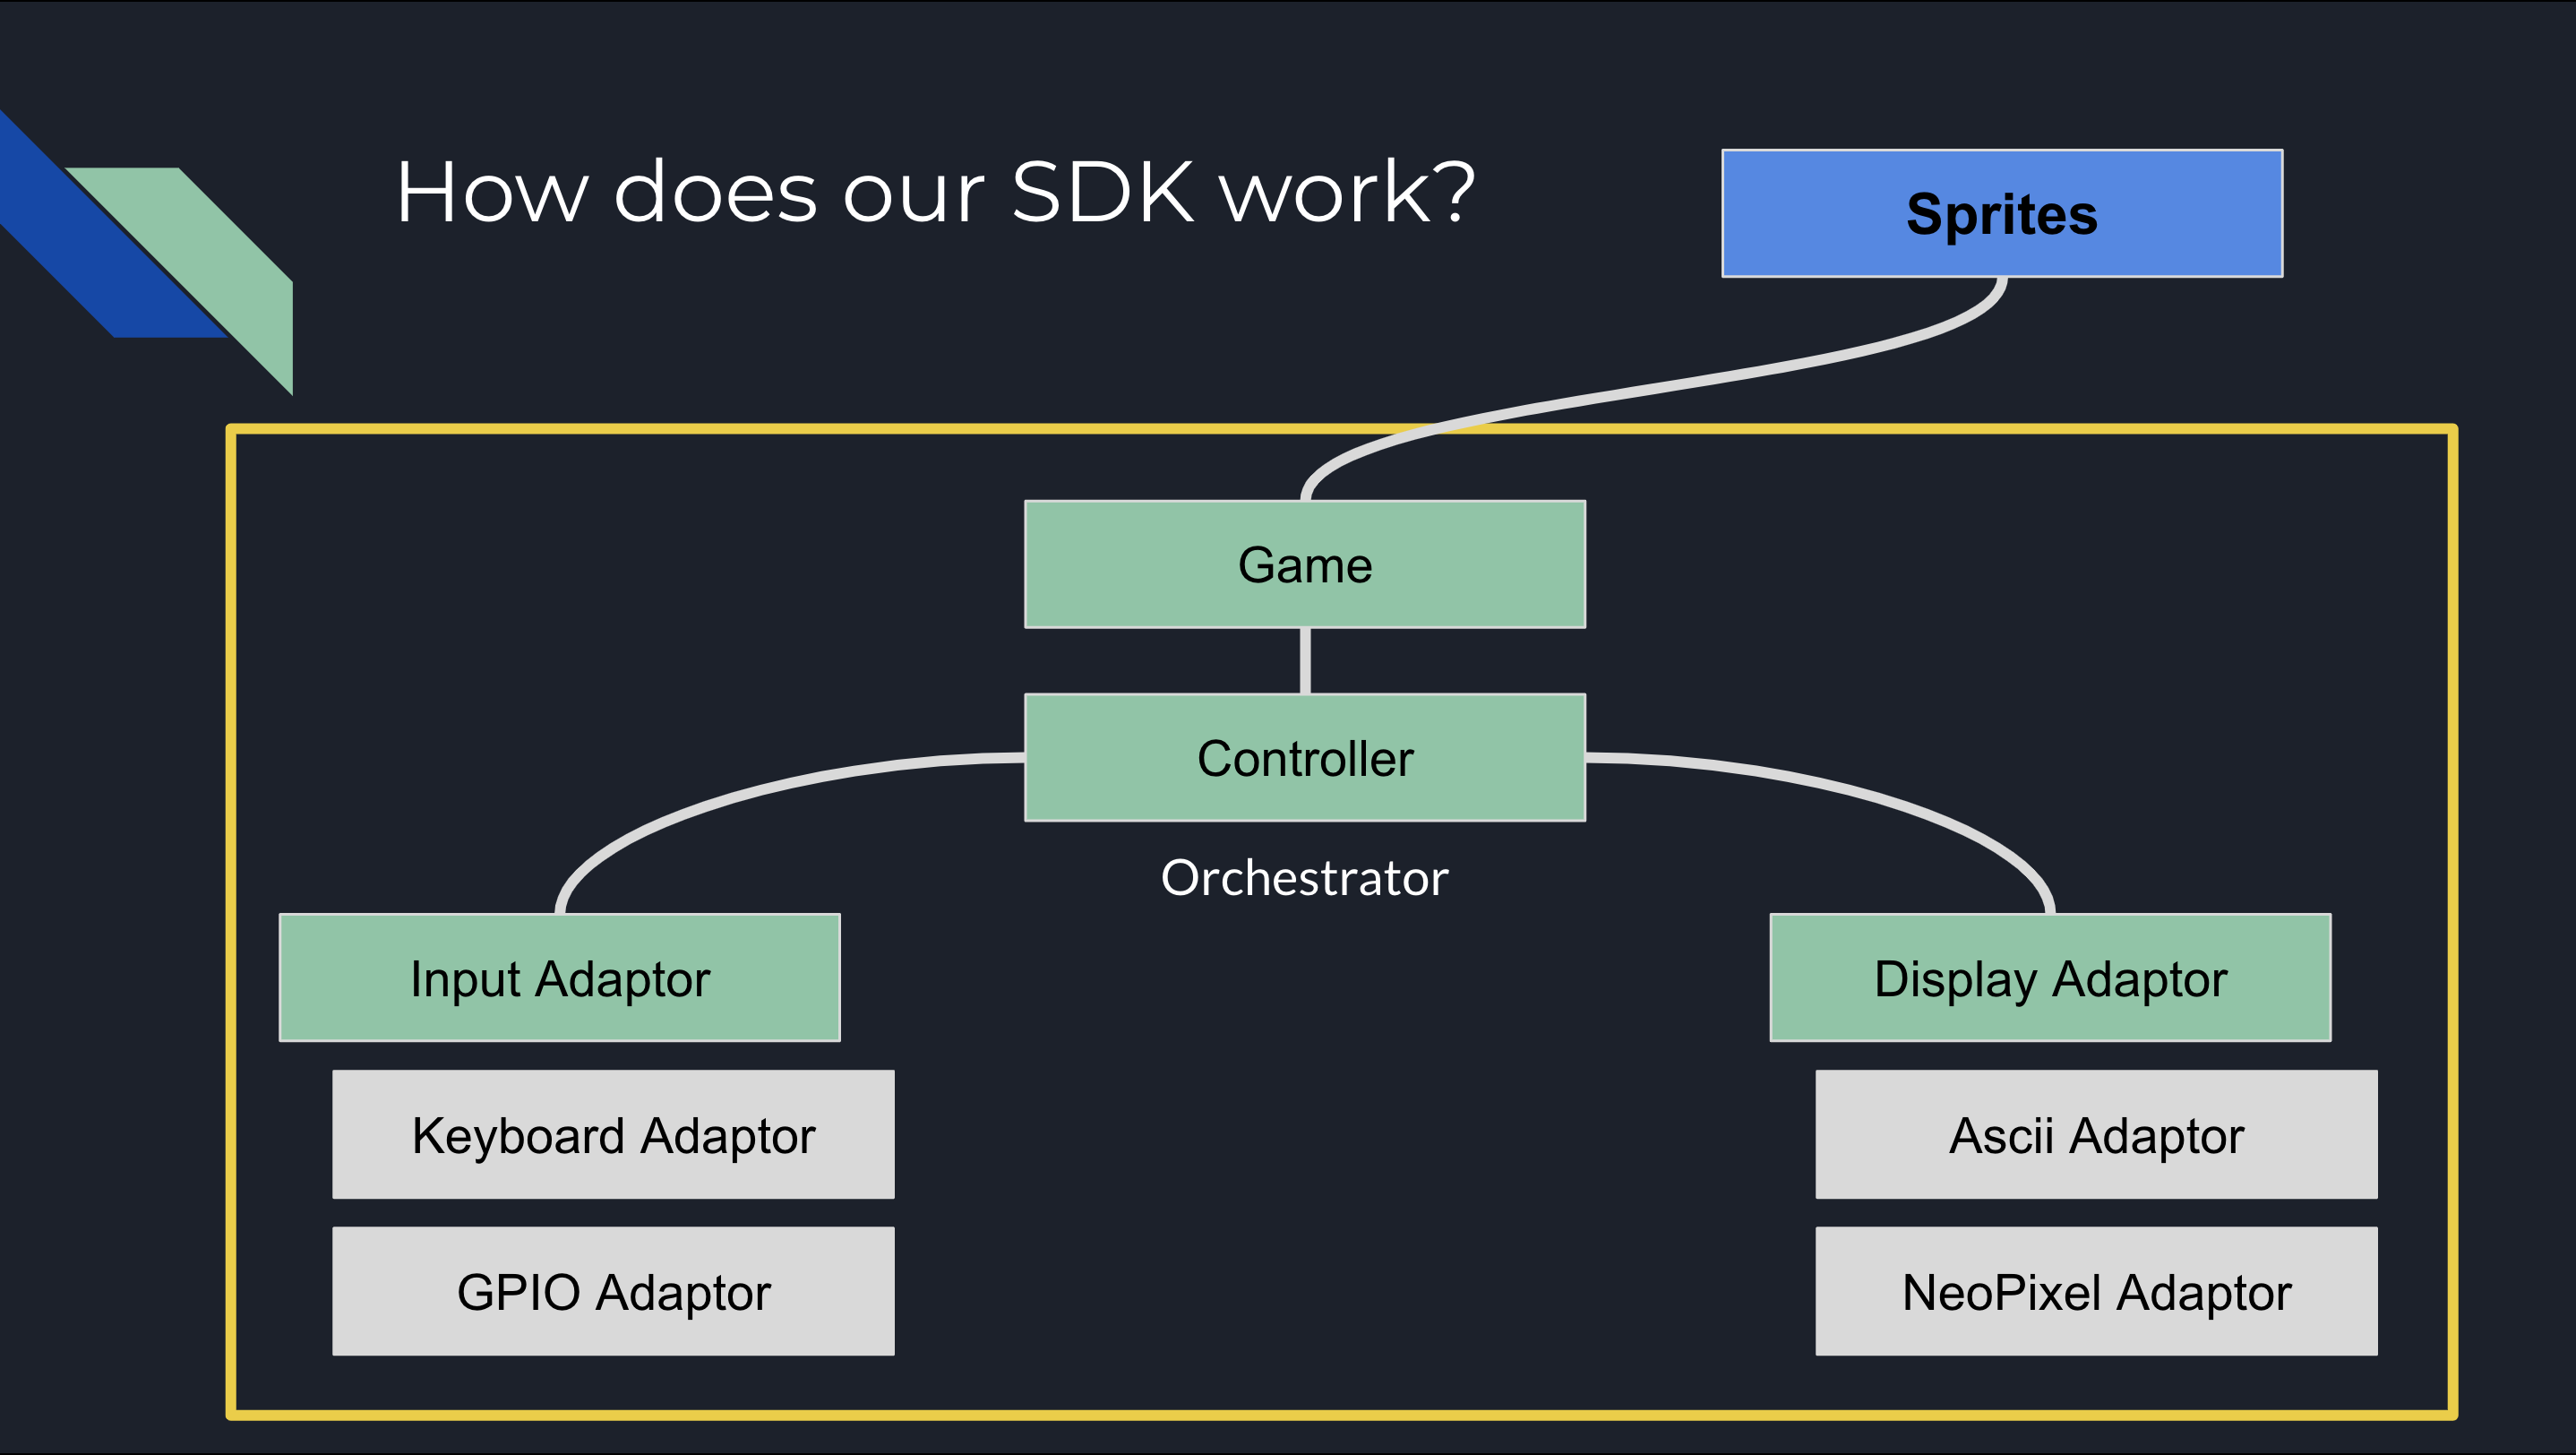 How does our SDK work?
Sprites
Game
Controller
Orchestrator
Input Adaptor
Display Adaptor
Keyboard Adaptor
Ascii Adaptor
GPIO Adaptor
NeoPixel Adaptor